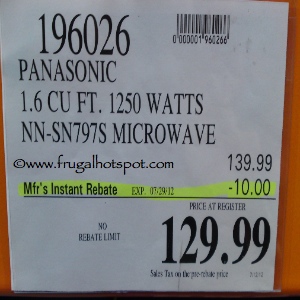 196026
0000001960266
PANASONIC
1.6 CU FT. 1250 WATTS
NN-SN797S MICROWAVE
www.frugalhotspot.com
139.99
Mfr's Instant Rebate EXP. 07/29/12 -10.00
PRICE AT REGISTER
NO
REBATE LIMIT
129.99
Sales Tax on the pre-rebate price